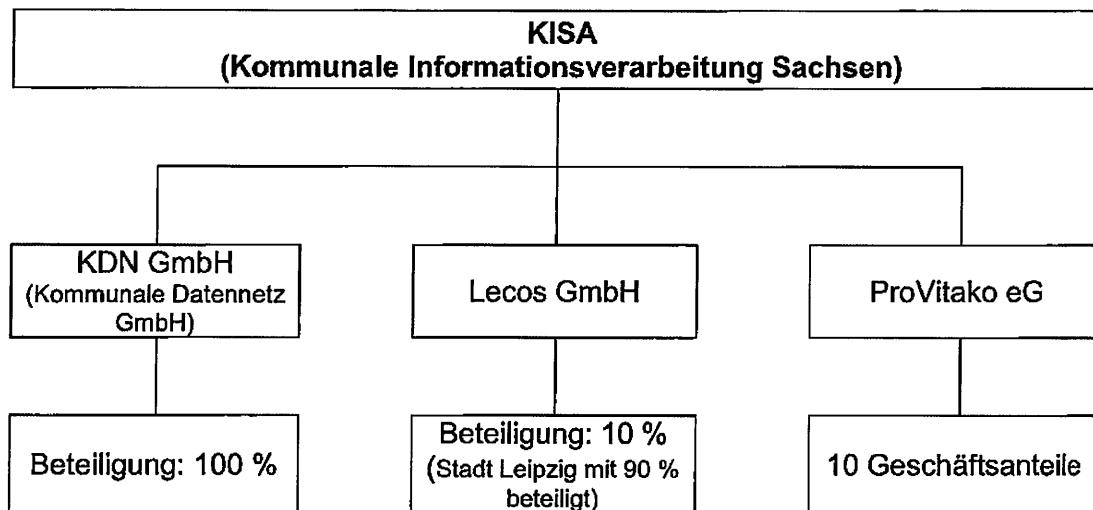 KISA
(Kommunale Informationsverarbeitung Sachsen)
KDN GmbH
(Kommunale Datennetz
GmbH)
Lecos GmbH
ProVitako eG
Beteiligung: 100 %
Beteiligung: 10 %
(Stadt Leipzig mit 90 %
beteiligt)
10 Geschäftsanteile